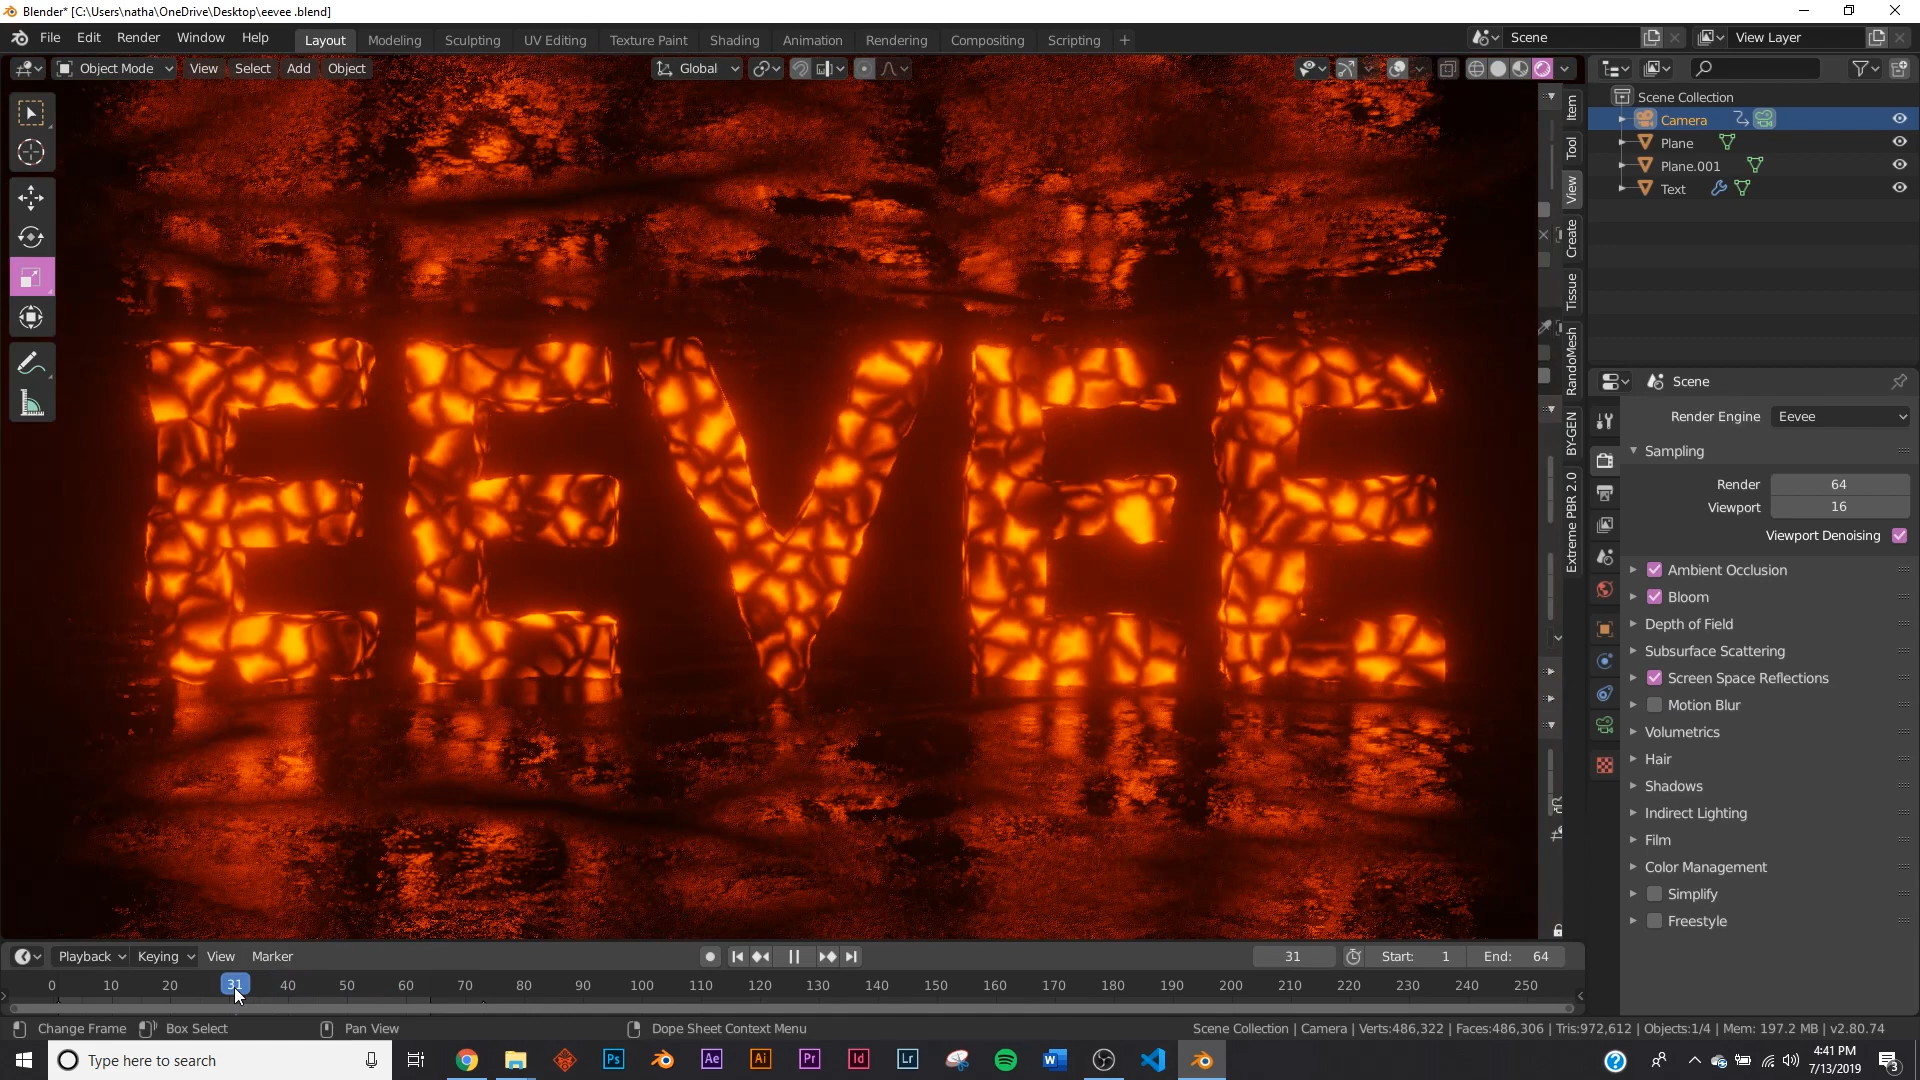 Blender* [C:\Users\natha\OneDrive\Desktop\eevee .blend]
File Edit Render Window Help Layout Modeling Sculpting UV Editing Texture Paint Shading Animation Rendering Compositing Scripting + Scene View Layer
Object Mode View Select Add Object Global
Scene Collection
Camera
Plane
Plane.001
Text
Item
Tool
View
Create
Tissue
RandoMesh
BY-GEN
Extreme PBR 2.0
EEVEE
Scene
Render Engine Eevee
Sampling
Render 64
Viewport 16
Viewport Denoising
Ambient Occlusion
Bloom
Depth of Field
Subsurface Scattering
Screen Space Reflections
Motion Blur
Volumetrics
Hair
Shadows
Indirect Lighting
Film
Color Management
Simplify
Freestyle
Playback Keying View Marker 31 Start: 1 End: 64
0 10 20 31 40 50 60 70 80 90 100 110 120 130 140 150 160 170 180 190 200 210 220 230 240 250
Change Frame Box Select Pan View Dope Sheet Context Menu Scene Collection | Camera | Verts:486,322 | Faces:486,306 | Tris:972,612 | Objects:1/4 | Mem: 197.2 MB | v2.80.74
Type here to search Ps Ae Ai Pr Id Lr W 4:41 PM
7/13/2019 3